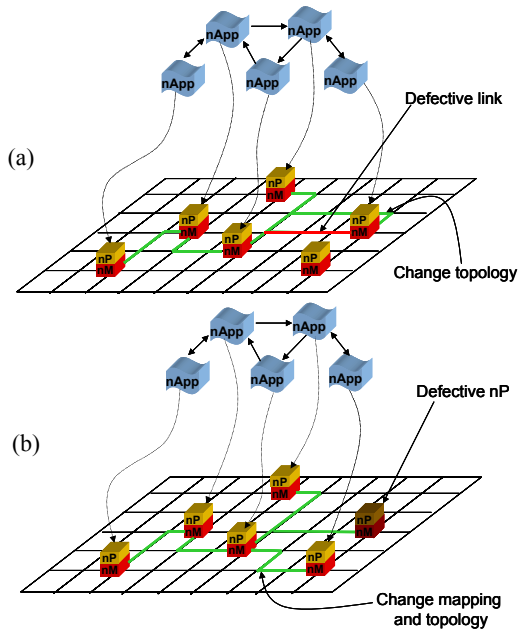 nApp
nApp
nApp
nApp
nApp
Defective link
(a)
nP
nM
nP
nM
nP
nM
nP
nM
nP
nM
nP
nM
Change topology
nApp
nApp
nApp
nApp
nApp
Defective nP
(b)
nP
nM
nP
nM
nP
nM
nP
nM
nP
nM
nP
nM
Change mapping
and topology